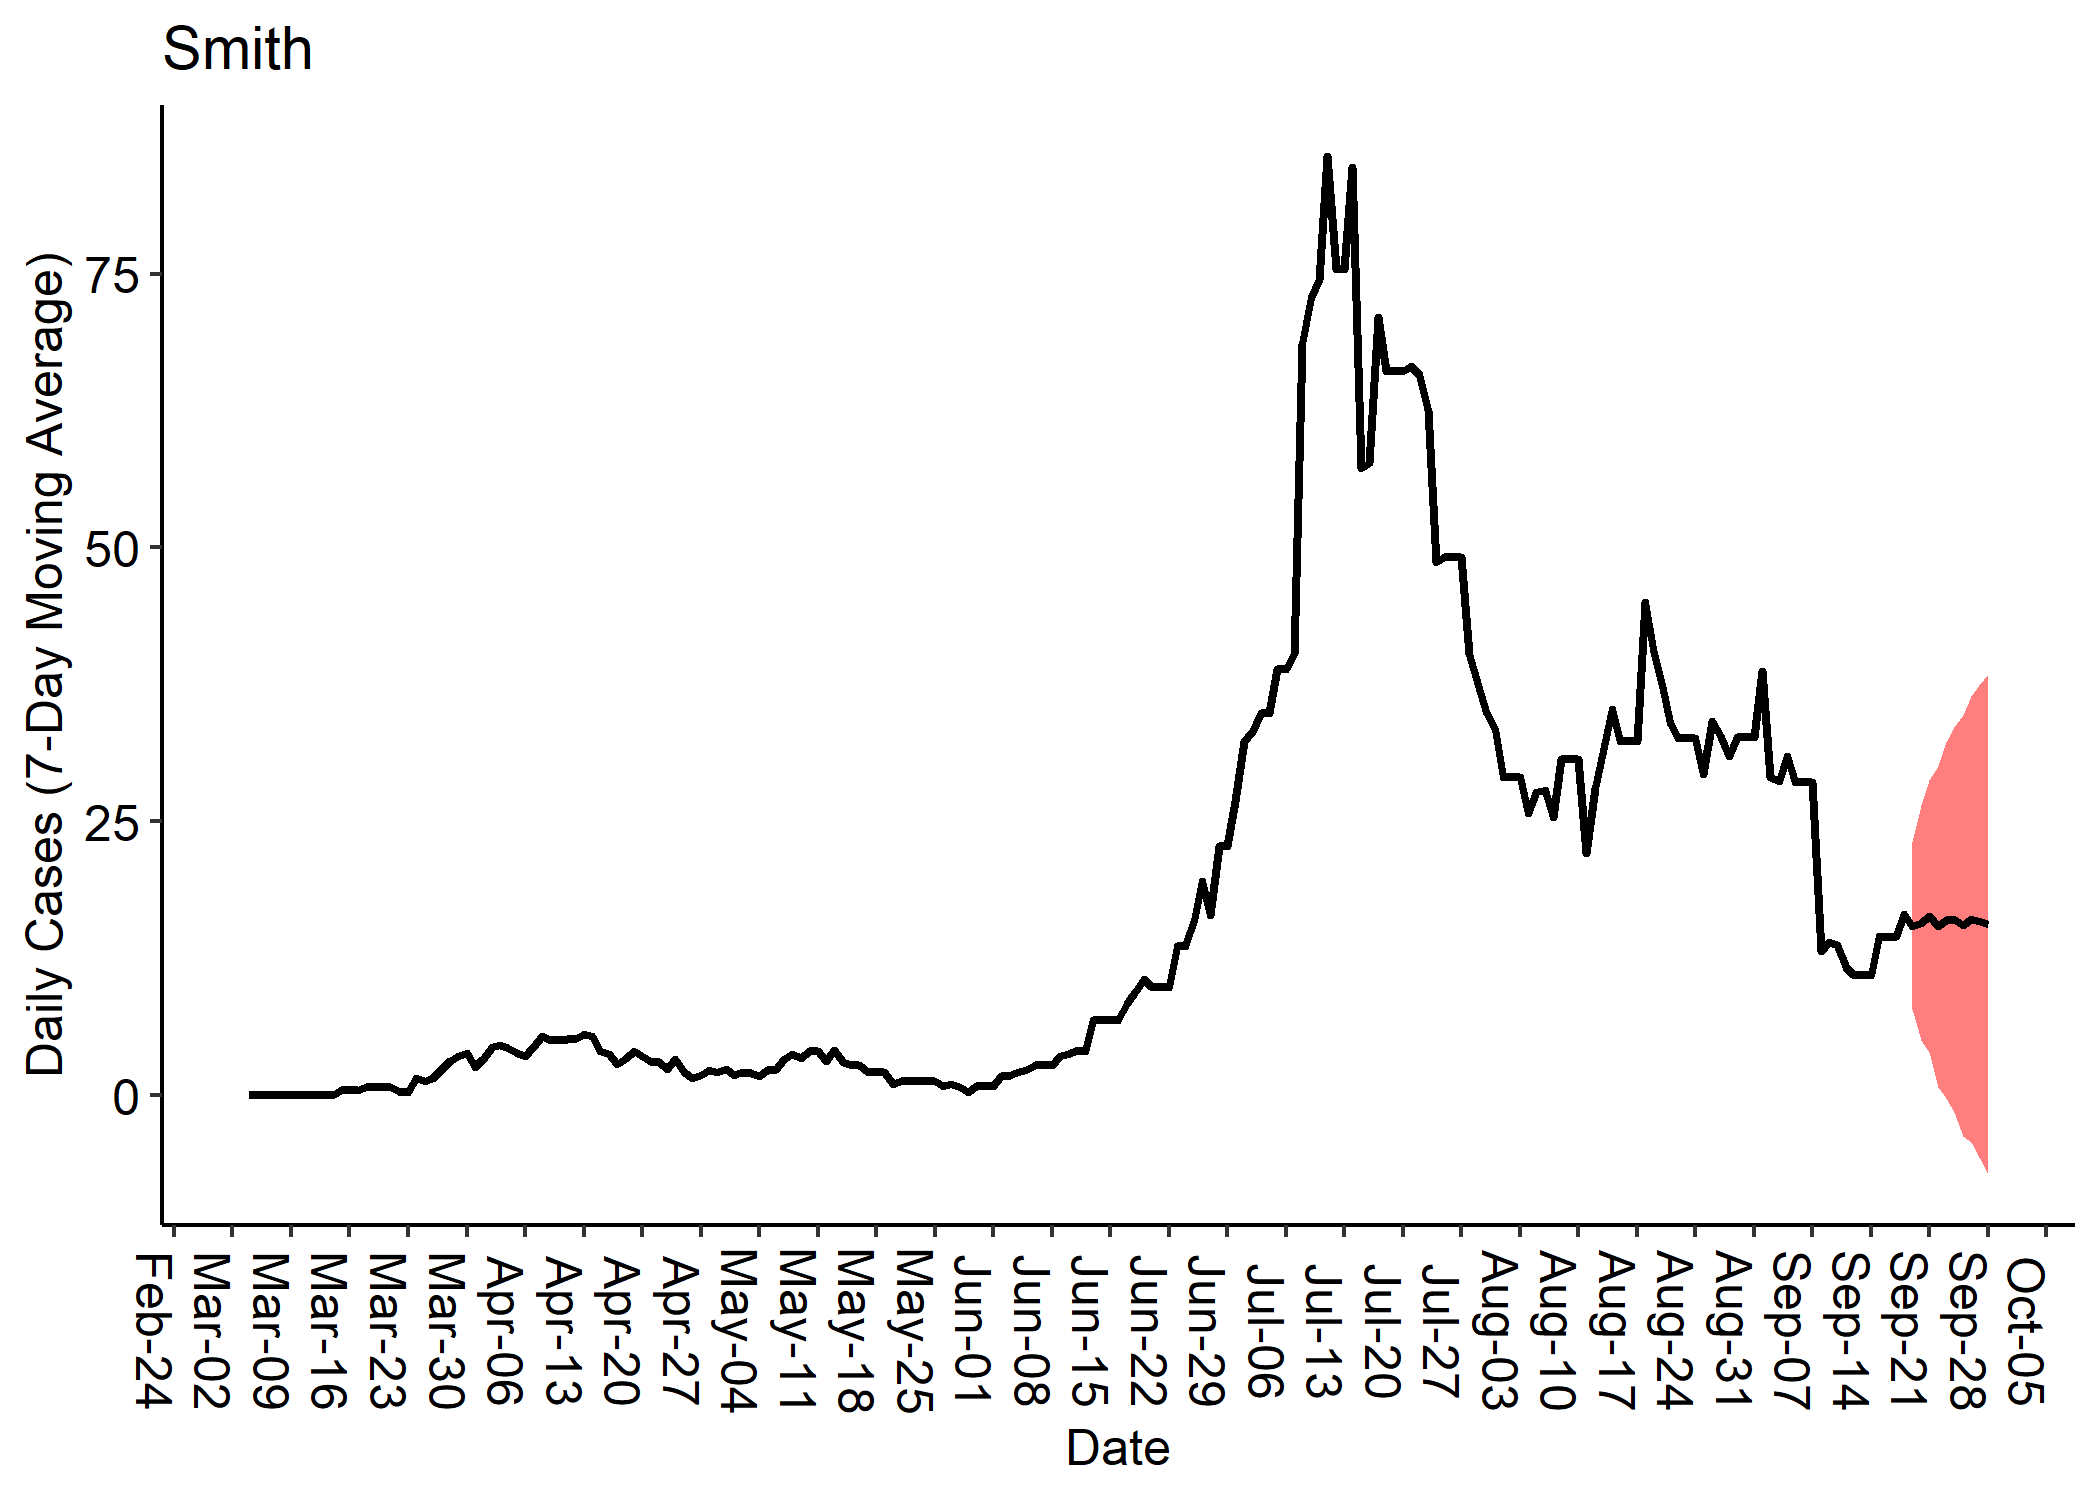 Smith
Daily Cases (7-Day Moving Average)
75
50
25
0
Feb-24
Mar-02
Mar-09
Mar-16
Mar-23
Mar-30
Apr-06
Apr-13
Apr-20
Apr-27
May-04
May-11
May-18
May-25
Jun-01
Jun-08
Jun-15
Jun-22
Jun-29
Jul-06
Jul-13
Jul-20
Jul-27
Aug-03
Aug-10
Aug-17
Aug-24
Aug-31
Sep-07
Sep-14
Sep-21
Sep-28
Oct-05
Date